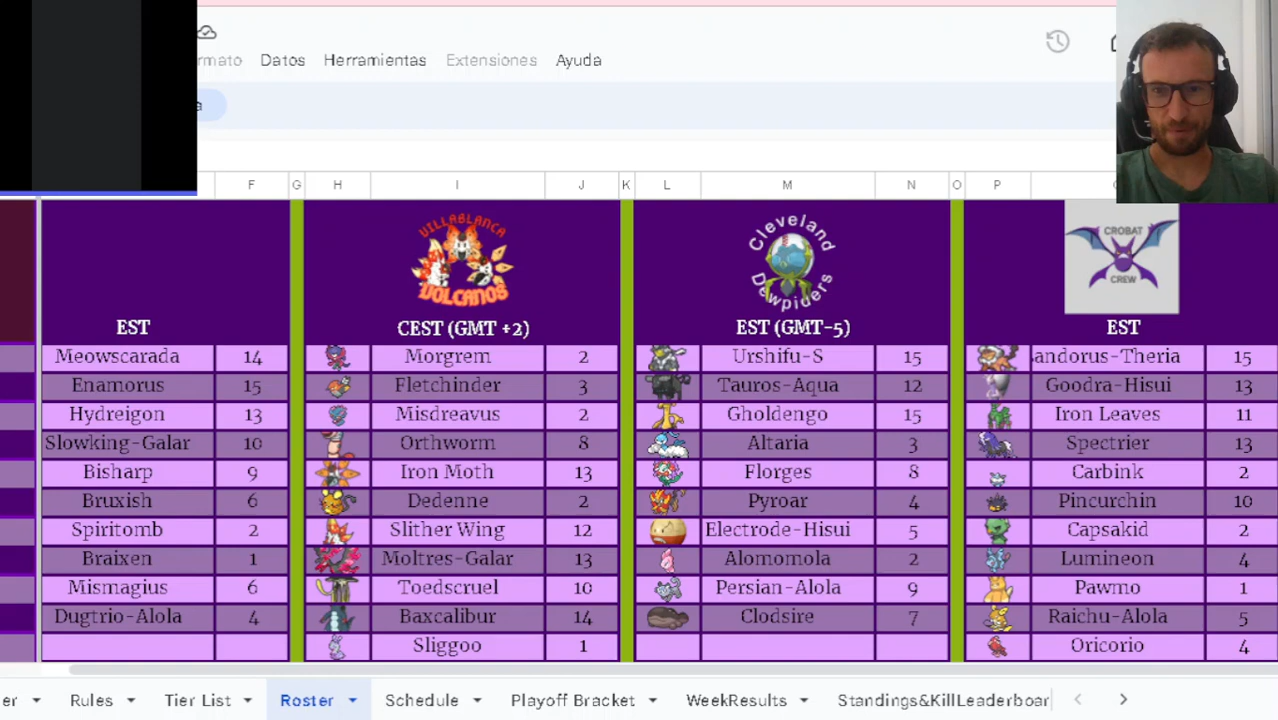 rmato Datos Herramientas Extensiones Ayuda
a
F G H I J K L M N O P
VILLABLANCA VOLCANOS
Cleveland Dewpiders
CROBAT CREW
EST CEST (GMT +2) EST (GMT-5) EST
Meowscarada 14 Morgrem 2 Urshifu-S 15 andorus-Theria 15
Enamorus 15 Fletchinder 3 Tauros-Aqua 12 Goodra-Hisui 13
Hydreigon 13 Misdreavus 2 Gholdengo 15 Iron Leaves 11
Slowking-Galar 10 Orthworm 8 Altaria 3 Spectrier 13
Bisharp 9 Iron Moth 13 Florges 8 Carbink 2
Bruxish 6 Dedenne 2 Pyroar 4 Pincurchin 10
Spiritomb 2 Slither Wing 12 Electrode-Hisui 5 Capsakid 2
Braixen 1 Moltres-Galar 13 Alomomola 2 Lumineon 4
Mismagius 6 Toedscruel 10 Persian-Alola 9 Pawmo 1
Dugtrio-Alola 4 Baxcalibur 14 Clodsire 7 Raichu-Alola 5
Sliggoo 1 Oricorio 4
er Rules Tier List Roster Schedule Playoff Bracket WeekResults Standings&KillLeaderboar